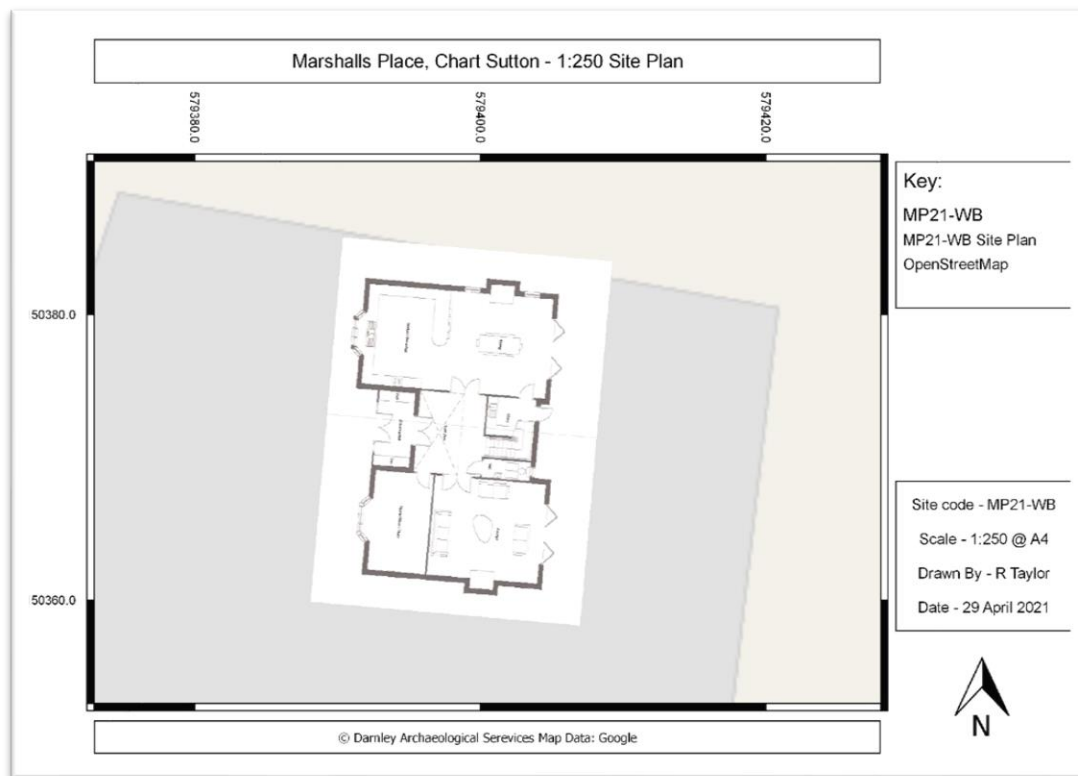 Marshalls Place, Chart Sutton - 1:250 Site Plan
579380.0
579400.0
579420.0
Key:
MP21-WB
MP21-WB Site Plan
OpenStreetMap
50380.0
50360.0
Site code - MP21-WB
Scale - 1:250 @ A4
Drawn By - R Taylor
Date - 29 April 2021
N
© Darnley Archaeological Serevices Map Data: Google